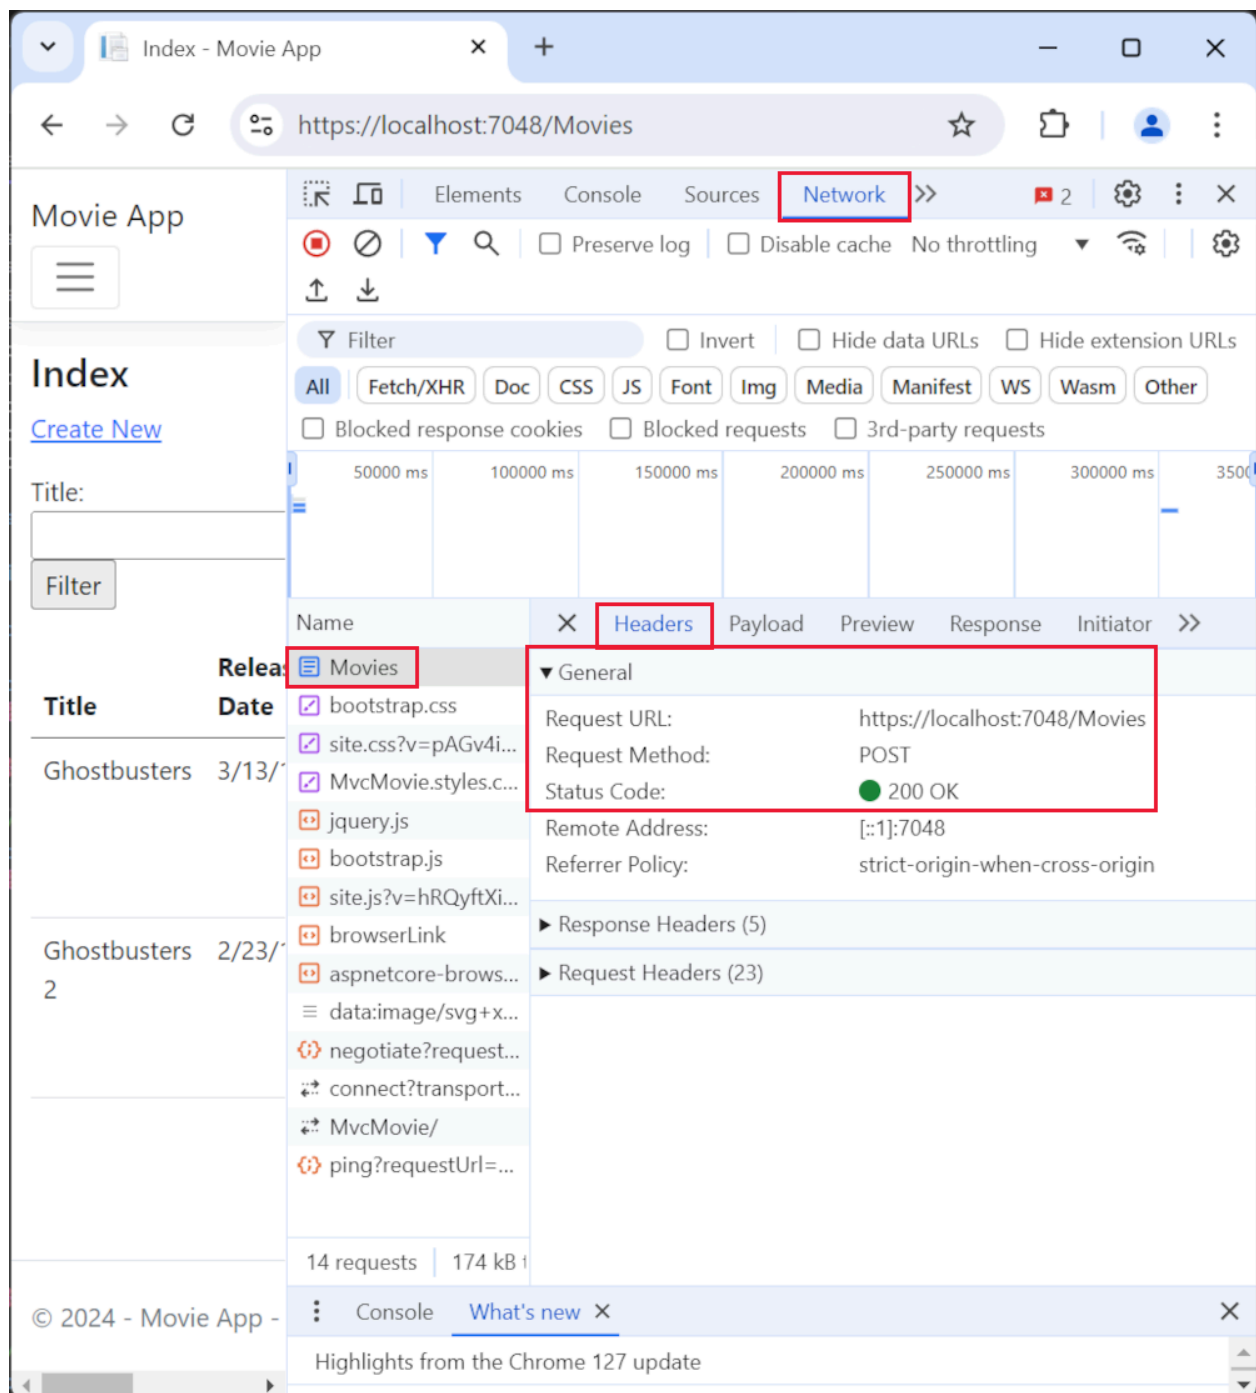 Index - Movie App
https://localhost:7048/Movies
Movie App
Index
Create New
Title:
Filter
Title Date
Ghostbusters
Ghostbusters
2
© 2024 - Movie App -
Elements Console Sources Network 2
Preserve log Disable cache No throttling
Filter Invert Hide data URLs Hide extension URLs
All Fetch/XHR Doc CSS JS Font Img Media Manifest WS Wasm Other
Blocked response cookies Blocked requests 3rd-party requests
50000 ms 100000 ms 150000 ms 200000 ms 250000 ms 300000 ms
Name
Movies
bootstrap.css
site.css?v=pAGv4i...
MvcMovie.styles.c...
jquery.js
bootstrap.js
site.js?v=hRQyftXi...
browserLink
aspnetcore-brows...
data:image/svg+x...
negotiate?request...
connect?transport...
MvcMovie/
ping?requestUrl=...
14 requests 174 kB
Headers Payload Preview Response Initiator
General
Request URL: https://localhost:7048/Movies
Request Method: POST
Status Code: 200 OK
Remote Address: [::1]:7048
Referrer Policy: strict-origin-when-cross-origin
Response Headers (5)
Request Headers (23)
Console What's new
Highlights from the Chrome 127 update